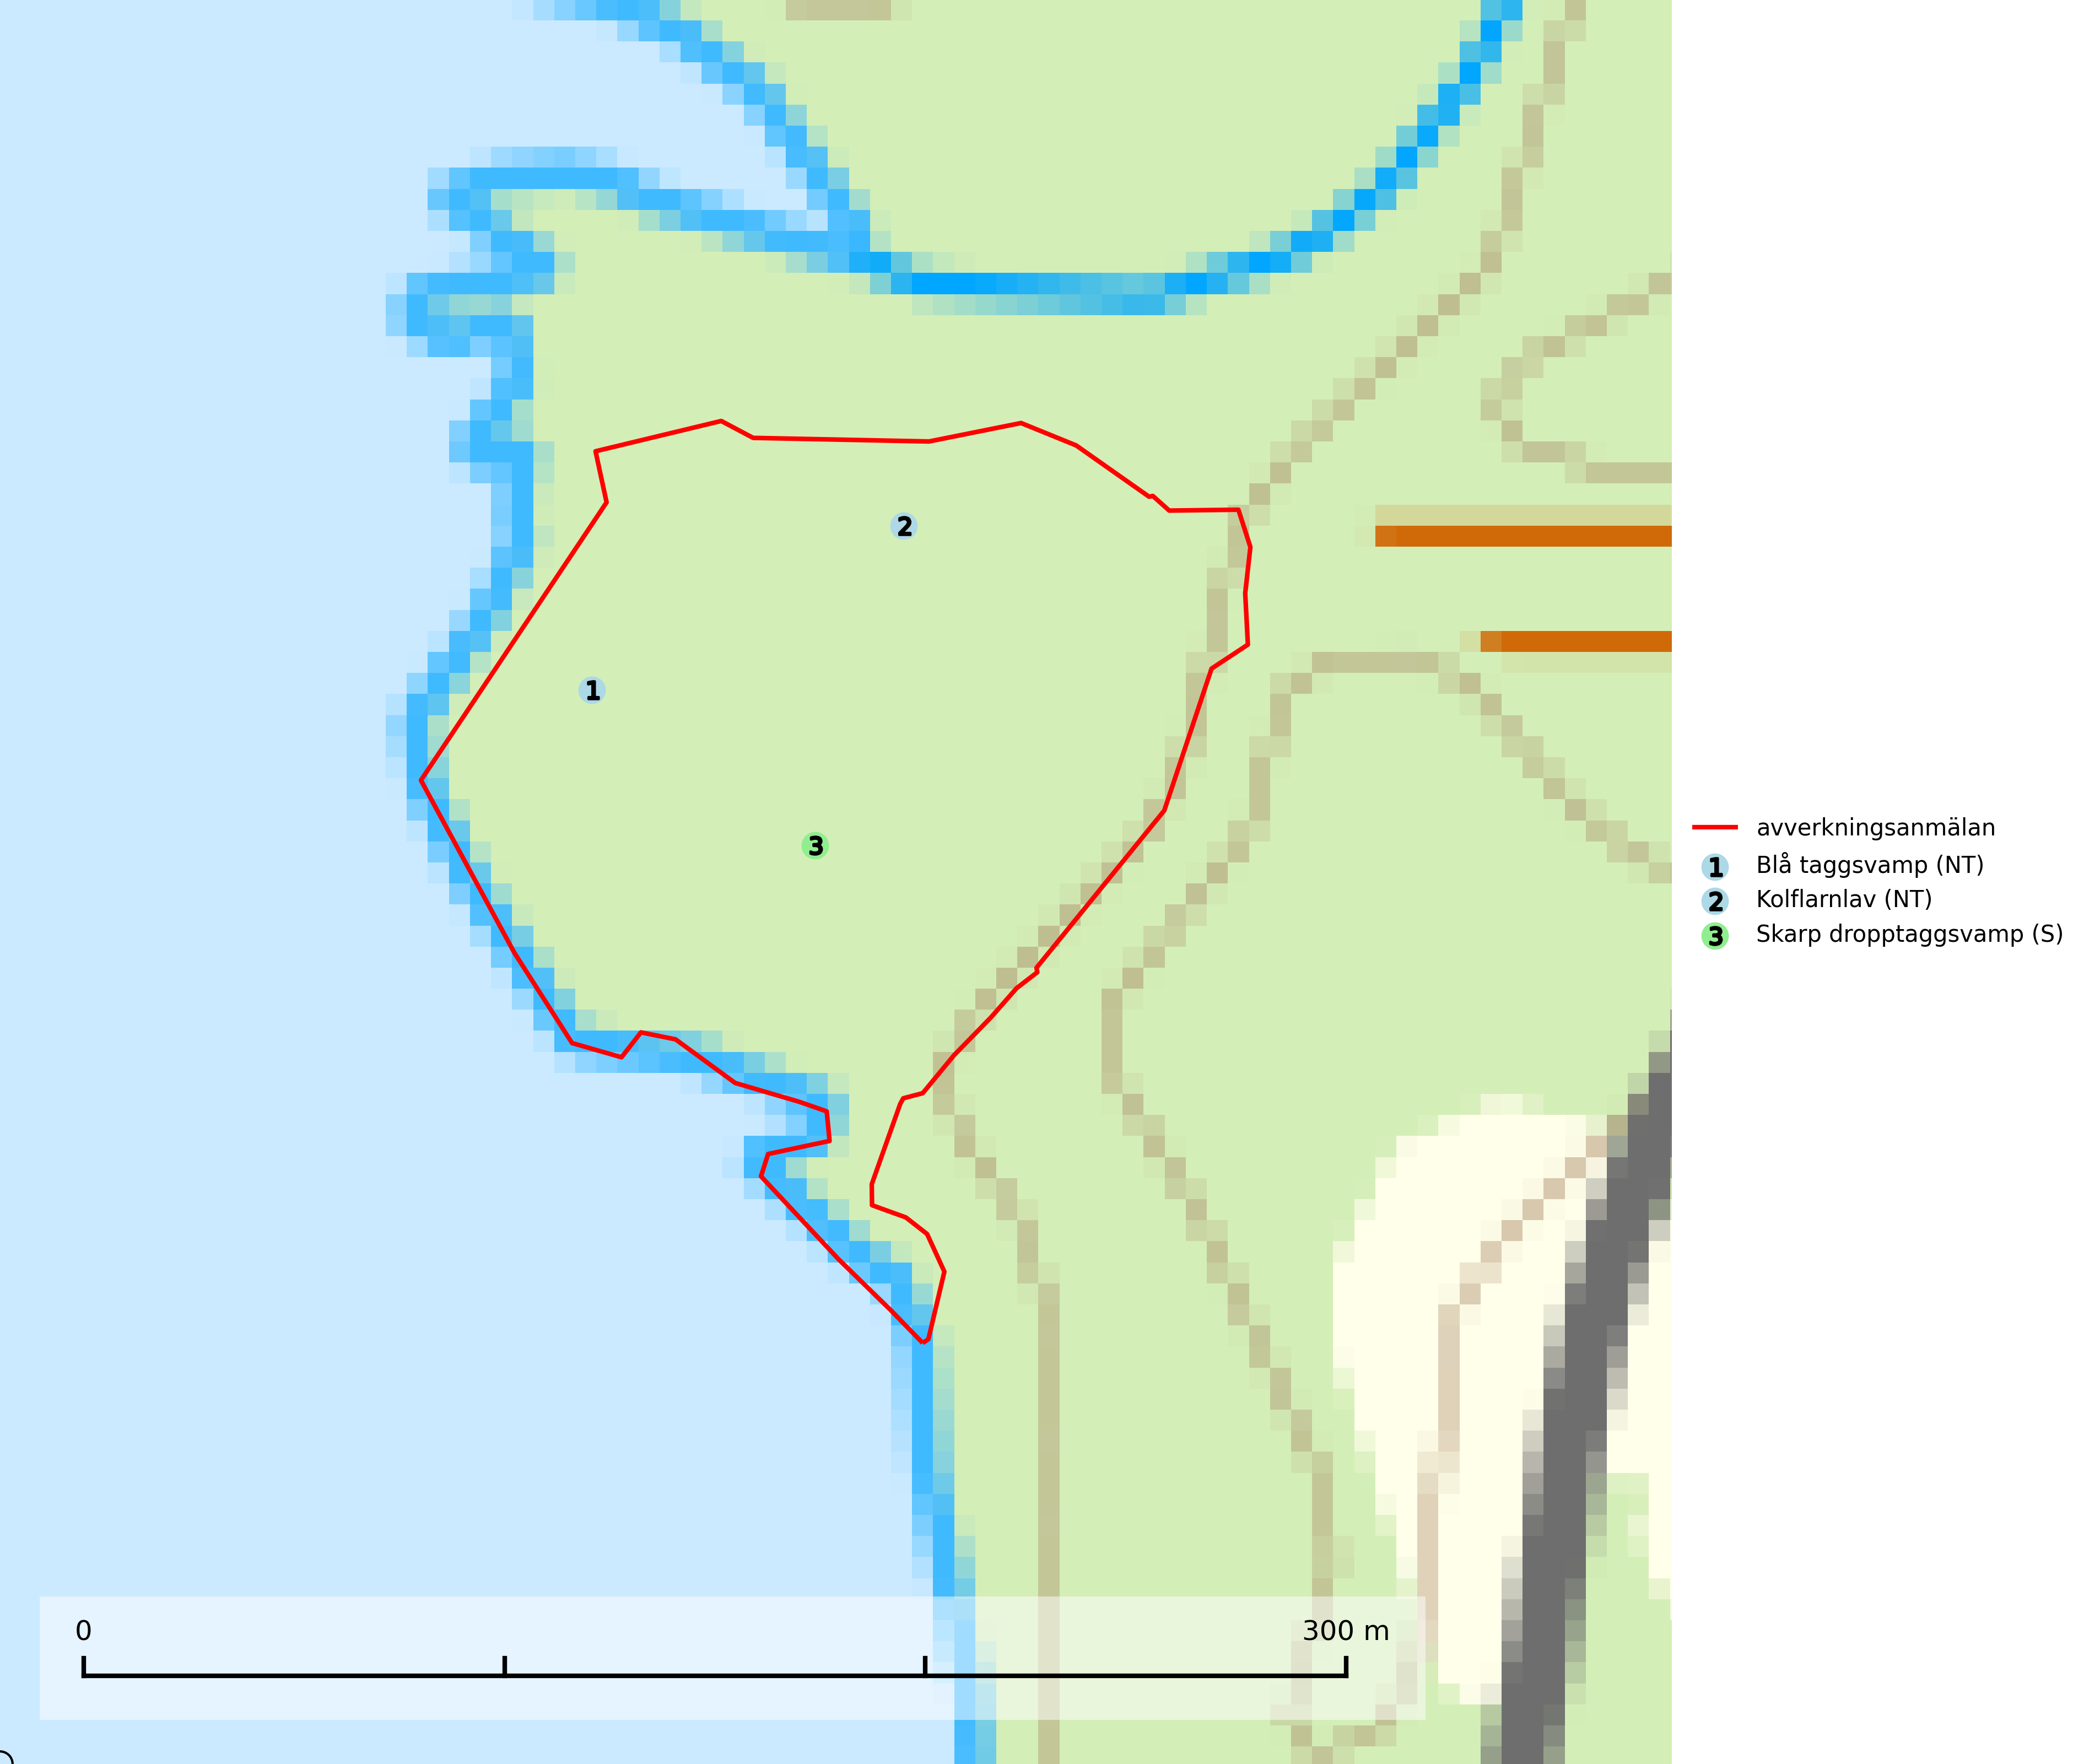 2
1
3
avverkningsanmälan
1 Blå taggsvamp (NT)
2 Kolflarnlav (NT)
3 Skarp dropptaggsvamp (S)
0 300 m